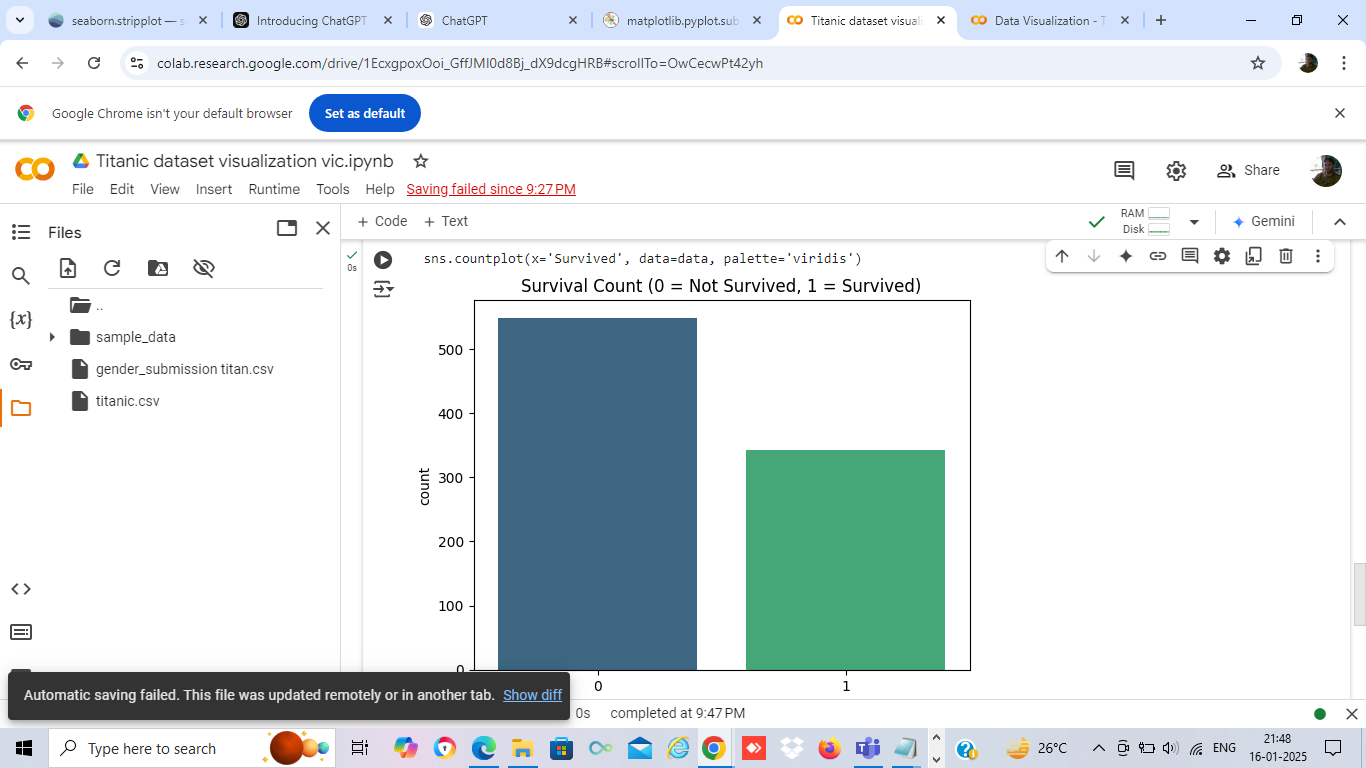 seaborn.stripplot — s
Introducing ChatGPT
ChatGPT
matplotlib.pyplot.sub
Titanic dataset visuali
Data Visualization - T
colab.research.google.com/drive/1EcxgpoxOoi_GffJMI0d8Bj_dX9dcgHRB#scrollTo=OwCecwPt42yh
Google Chrome isn't your default browser
Set as default
CO
Titanic dataset visualization vic.ipynb
File Edit View Insert Runtime Tools Help Saving failed since 9:27 PM
Share
Files
+ Code + Text
RAM
Disk
Gemini
{x}
..
sample_data
gender_submission titan.csv
titanic.csv
0s
sns.countplot(x='Survived', data=data, palette='viridis')
Survival Count (0 = Not Survived, 1 = Survived)
500
400
300
200
100
0
count
0 1
Automatic saving failed. This file was updated remotely or in another tab. Show diff
0s completed at 9:47 PM
Type here to search
26°C
ENG
21:48
16-01-2025